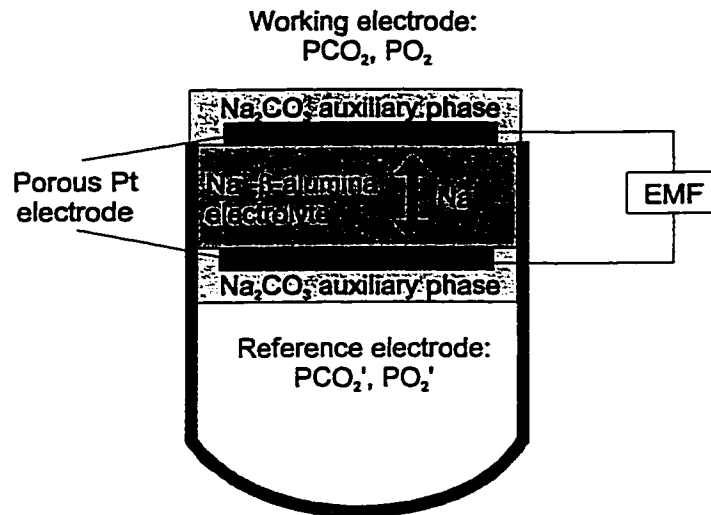 Working electrode:
PCO₂, PO₂
Na₂CO₃ auxiliary phase
Porous Pt
electrode
Na⁺-β-alumina
electrolyte
Na⁺
EMF
Na₂CO₃ auxiliary phase
Reference electrode:
PCO₂', PO₂'